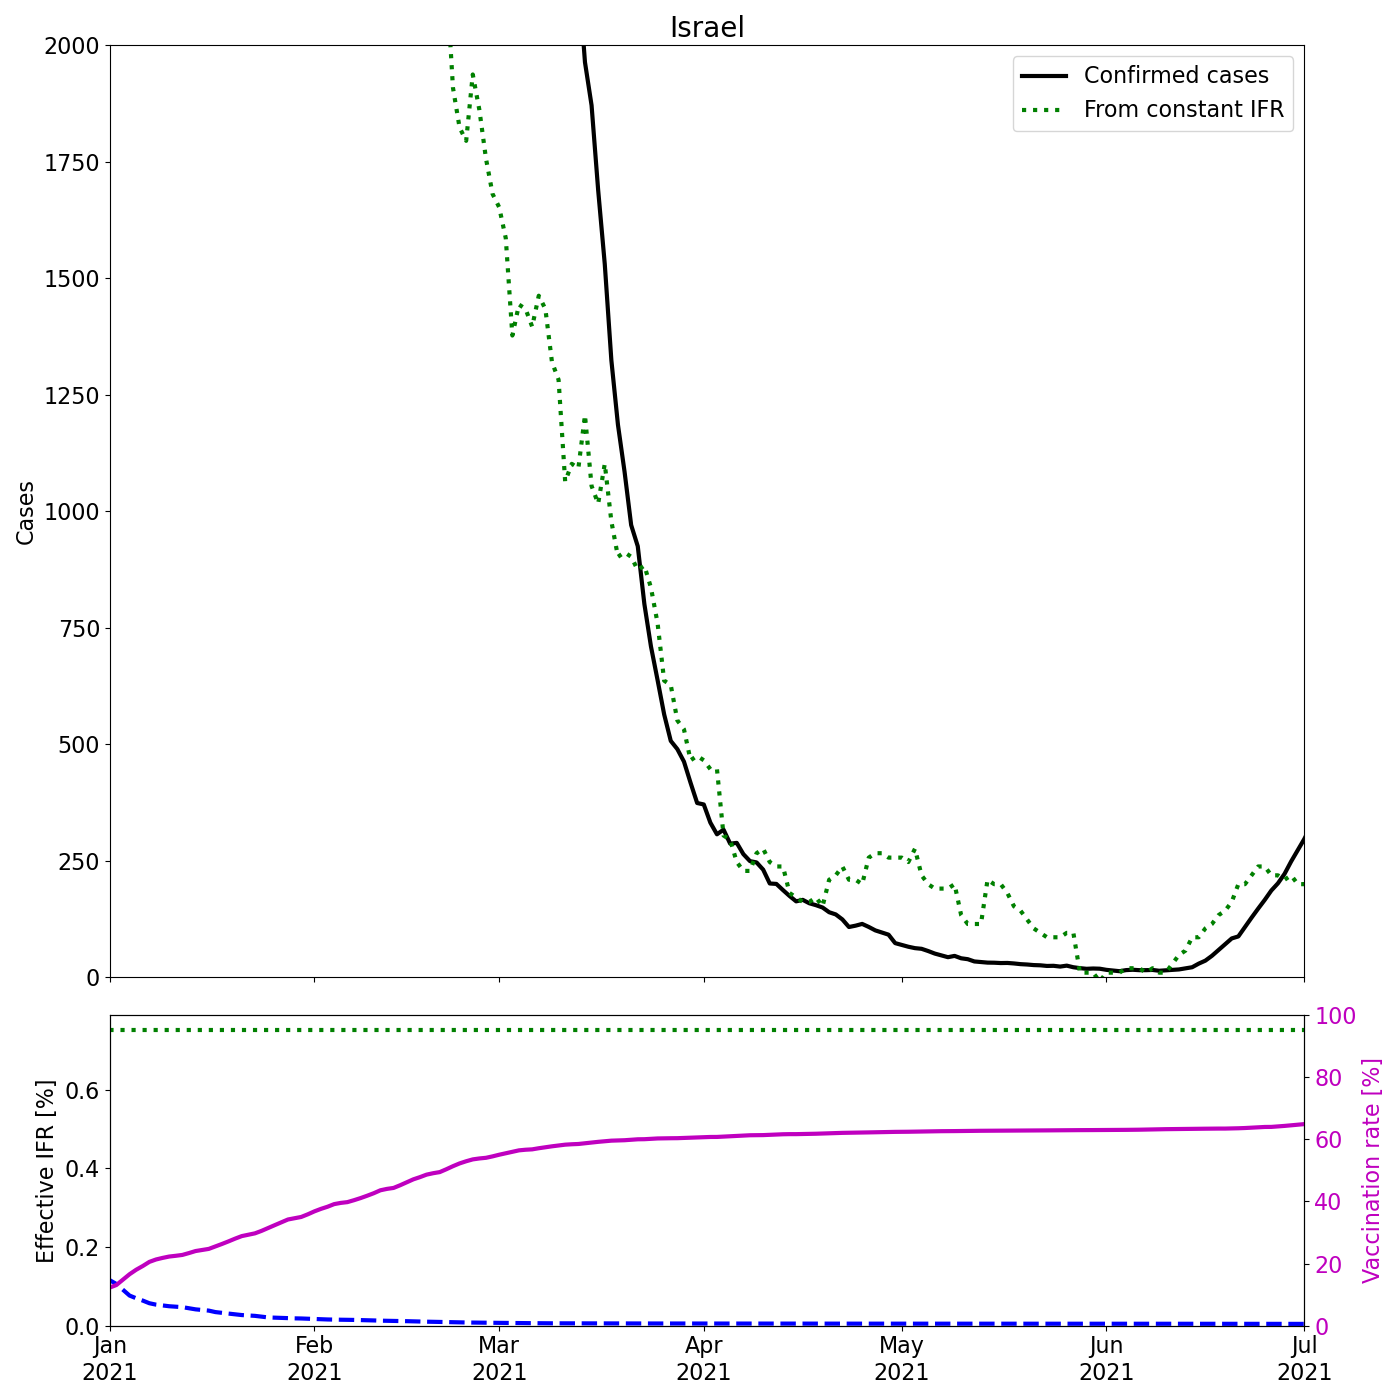 Israel
Confirmed cases
From constant IFR
2000
1750
1500
1250
1000
750
500
250
0
Cases
0.6
0.4
0.2
0.0
Effective IFR [%]
100
80
60
40
20
0
Vaccination rate [%]
Jan Feb Mar Apr May Jun Jul
2021 2021 2021 2021 2021 2021 2021